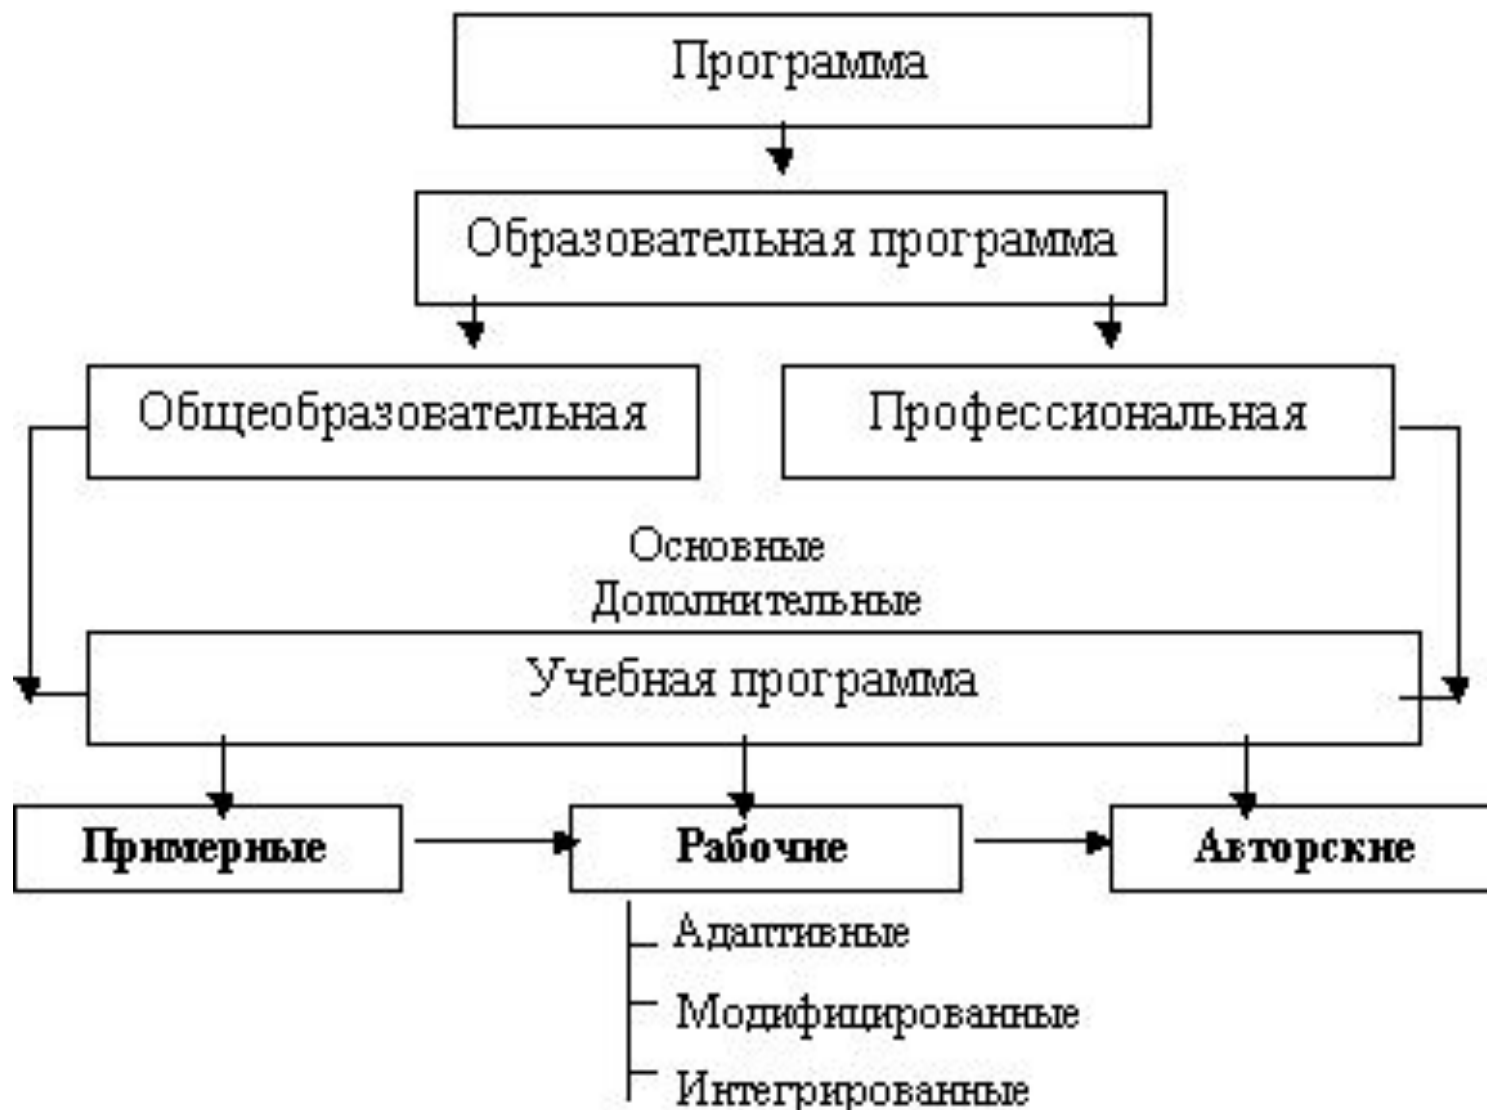 Программа
Образовательная программа
Общеобразовательная
Профессиональная
Основные
Дополнительные
Учебная программа
Примерные
Рабочие
Авторские
Адаптивные
Модифицированные
Интегрированные